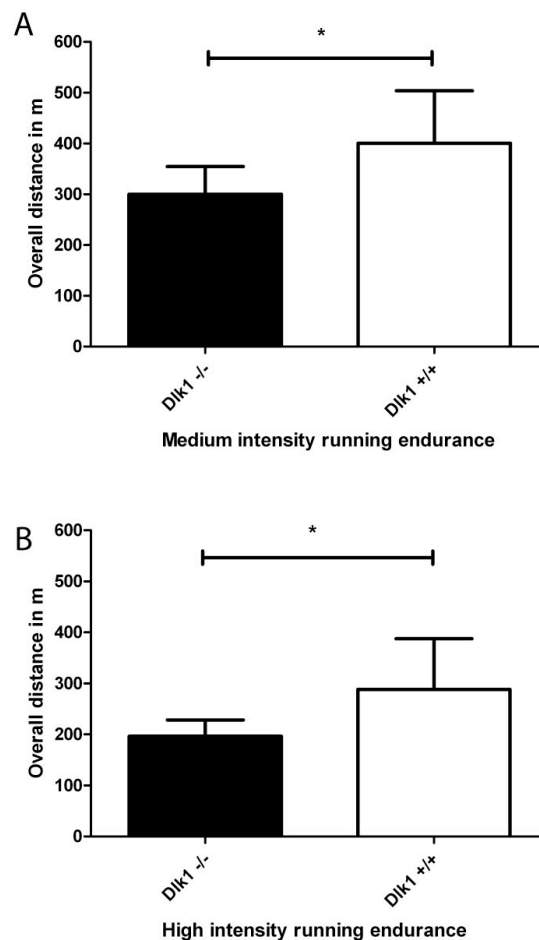 A
*
600
500
400
300
200
100
0
Overall distance in m
Dlk1 -/-
Dlk1 +/+
Medium intensity running endurance
B
*
600
500
400
300
200
100
0
Overall distance in m
Dlk1 -/-
Dlk1 +/+
High intensity running endurance